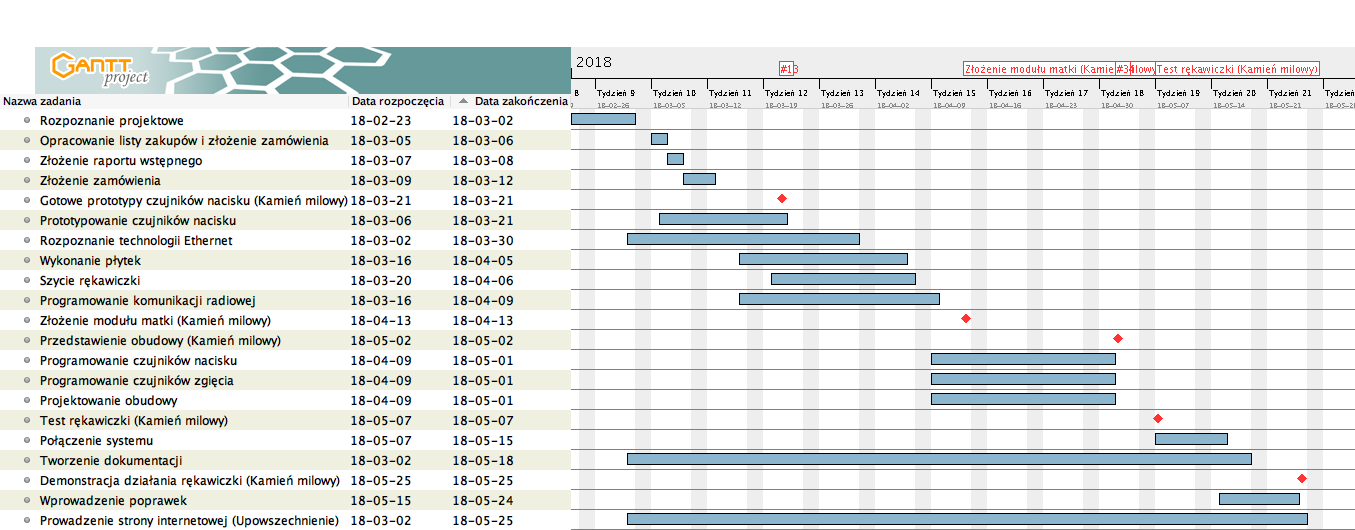 GANTT
project
2018
#13 Złożenie modułu matki (Kamie #34 ilowy Test rękawiczki (Kamień milowy)
8 Tydzień 9 Tydzień 10 Tydzień 11 Tydzień 12 Tydzień 13 Tydzień 14 Tydzień 15 Tydzień 16 Tydzień 17 Tydzień 18 Tydzień 19 Tydzień 20 Tydzień 21 Tydzień
Nazwa zadania Data rozpoczęcia Data zakończenia 18-02-26 18-03-05 18-03-12 18-03-19 18-03-26 18-04-02 18-04-09 18-04-16 18-04-23 18-04-30 18-05-07 18-05-14 18-05-21
Rozpoznanie projektowe 18-02-23 18-03-02
Opracowanie listy zakupów i złożenie zamówienia 18-03-05 18-03-06
Złożenie raportu wstępnego 18-03-07 18-03-08
Złożenie zamówienia 18-03-09 18-03-12
Gotowe prototypy czujników nacisku (Kamień milowy) 18-03-21 18-03-21
Prototypowanie czujników nacisku 18-03-06 18-03-21
Rozpoznanie technologii Ethernet 18-03-02 18-03-30
Wykonanie płytek 18-03-16 18-04-05
Szycie rękawiczki 18-03-20 18-04-06
Programowanie komunikacji radiowej 18-03-16 18-04-09
Złożenie modułu matki (Kamień milowy) 18-04-13 18-04-13
Przedstawienie obudowy (Kamień milowy) 18-05-02 18-05-02
Programowanie czujników nacisku 18-04-09 18-05-01
Programowanie czujników zgięcia 18-04-09 18-05-01
Projektowanie obudowy 18-04-09 18-05-01
Test rękawiczki (Kamień milowy) 18-05-07 18-05-07
Połączenie systemu 18-05-07 18-05-15
Tworzenie dokumentacji 18-03-02 18-05-18
Demonstracja działania rękawiczki (Kamień milowy) 18-05-25 18-05-25
Wprowadzenie poprawek 18-05-15 18-05-24
Prowadzenie strony internetowej (Upowszechnienie) 18-03-02 18-05-25